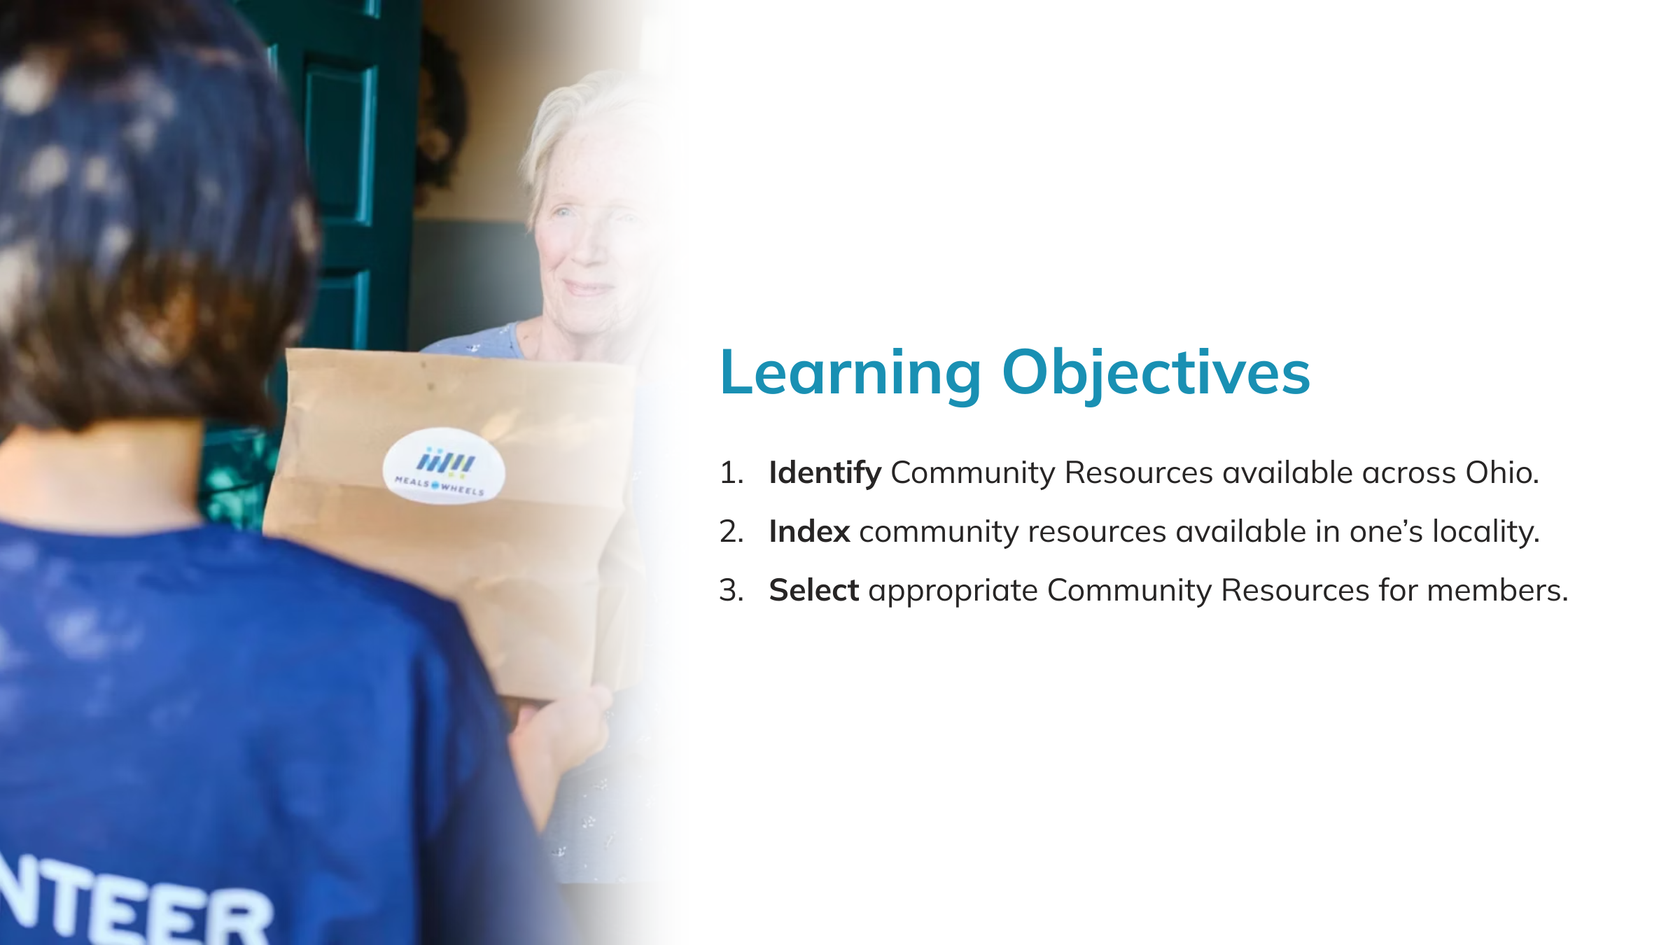 Learning Objectives
1. Identify Community Resources available across Ohio.
2. Index community resources available in one’s locality.
3. Select appropriate Community Resources for members.
MEALS ON WHEELS
NTEER